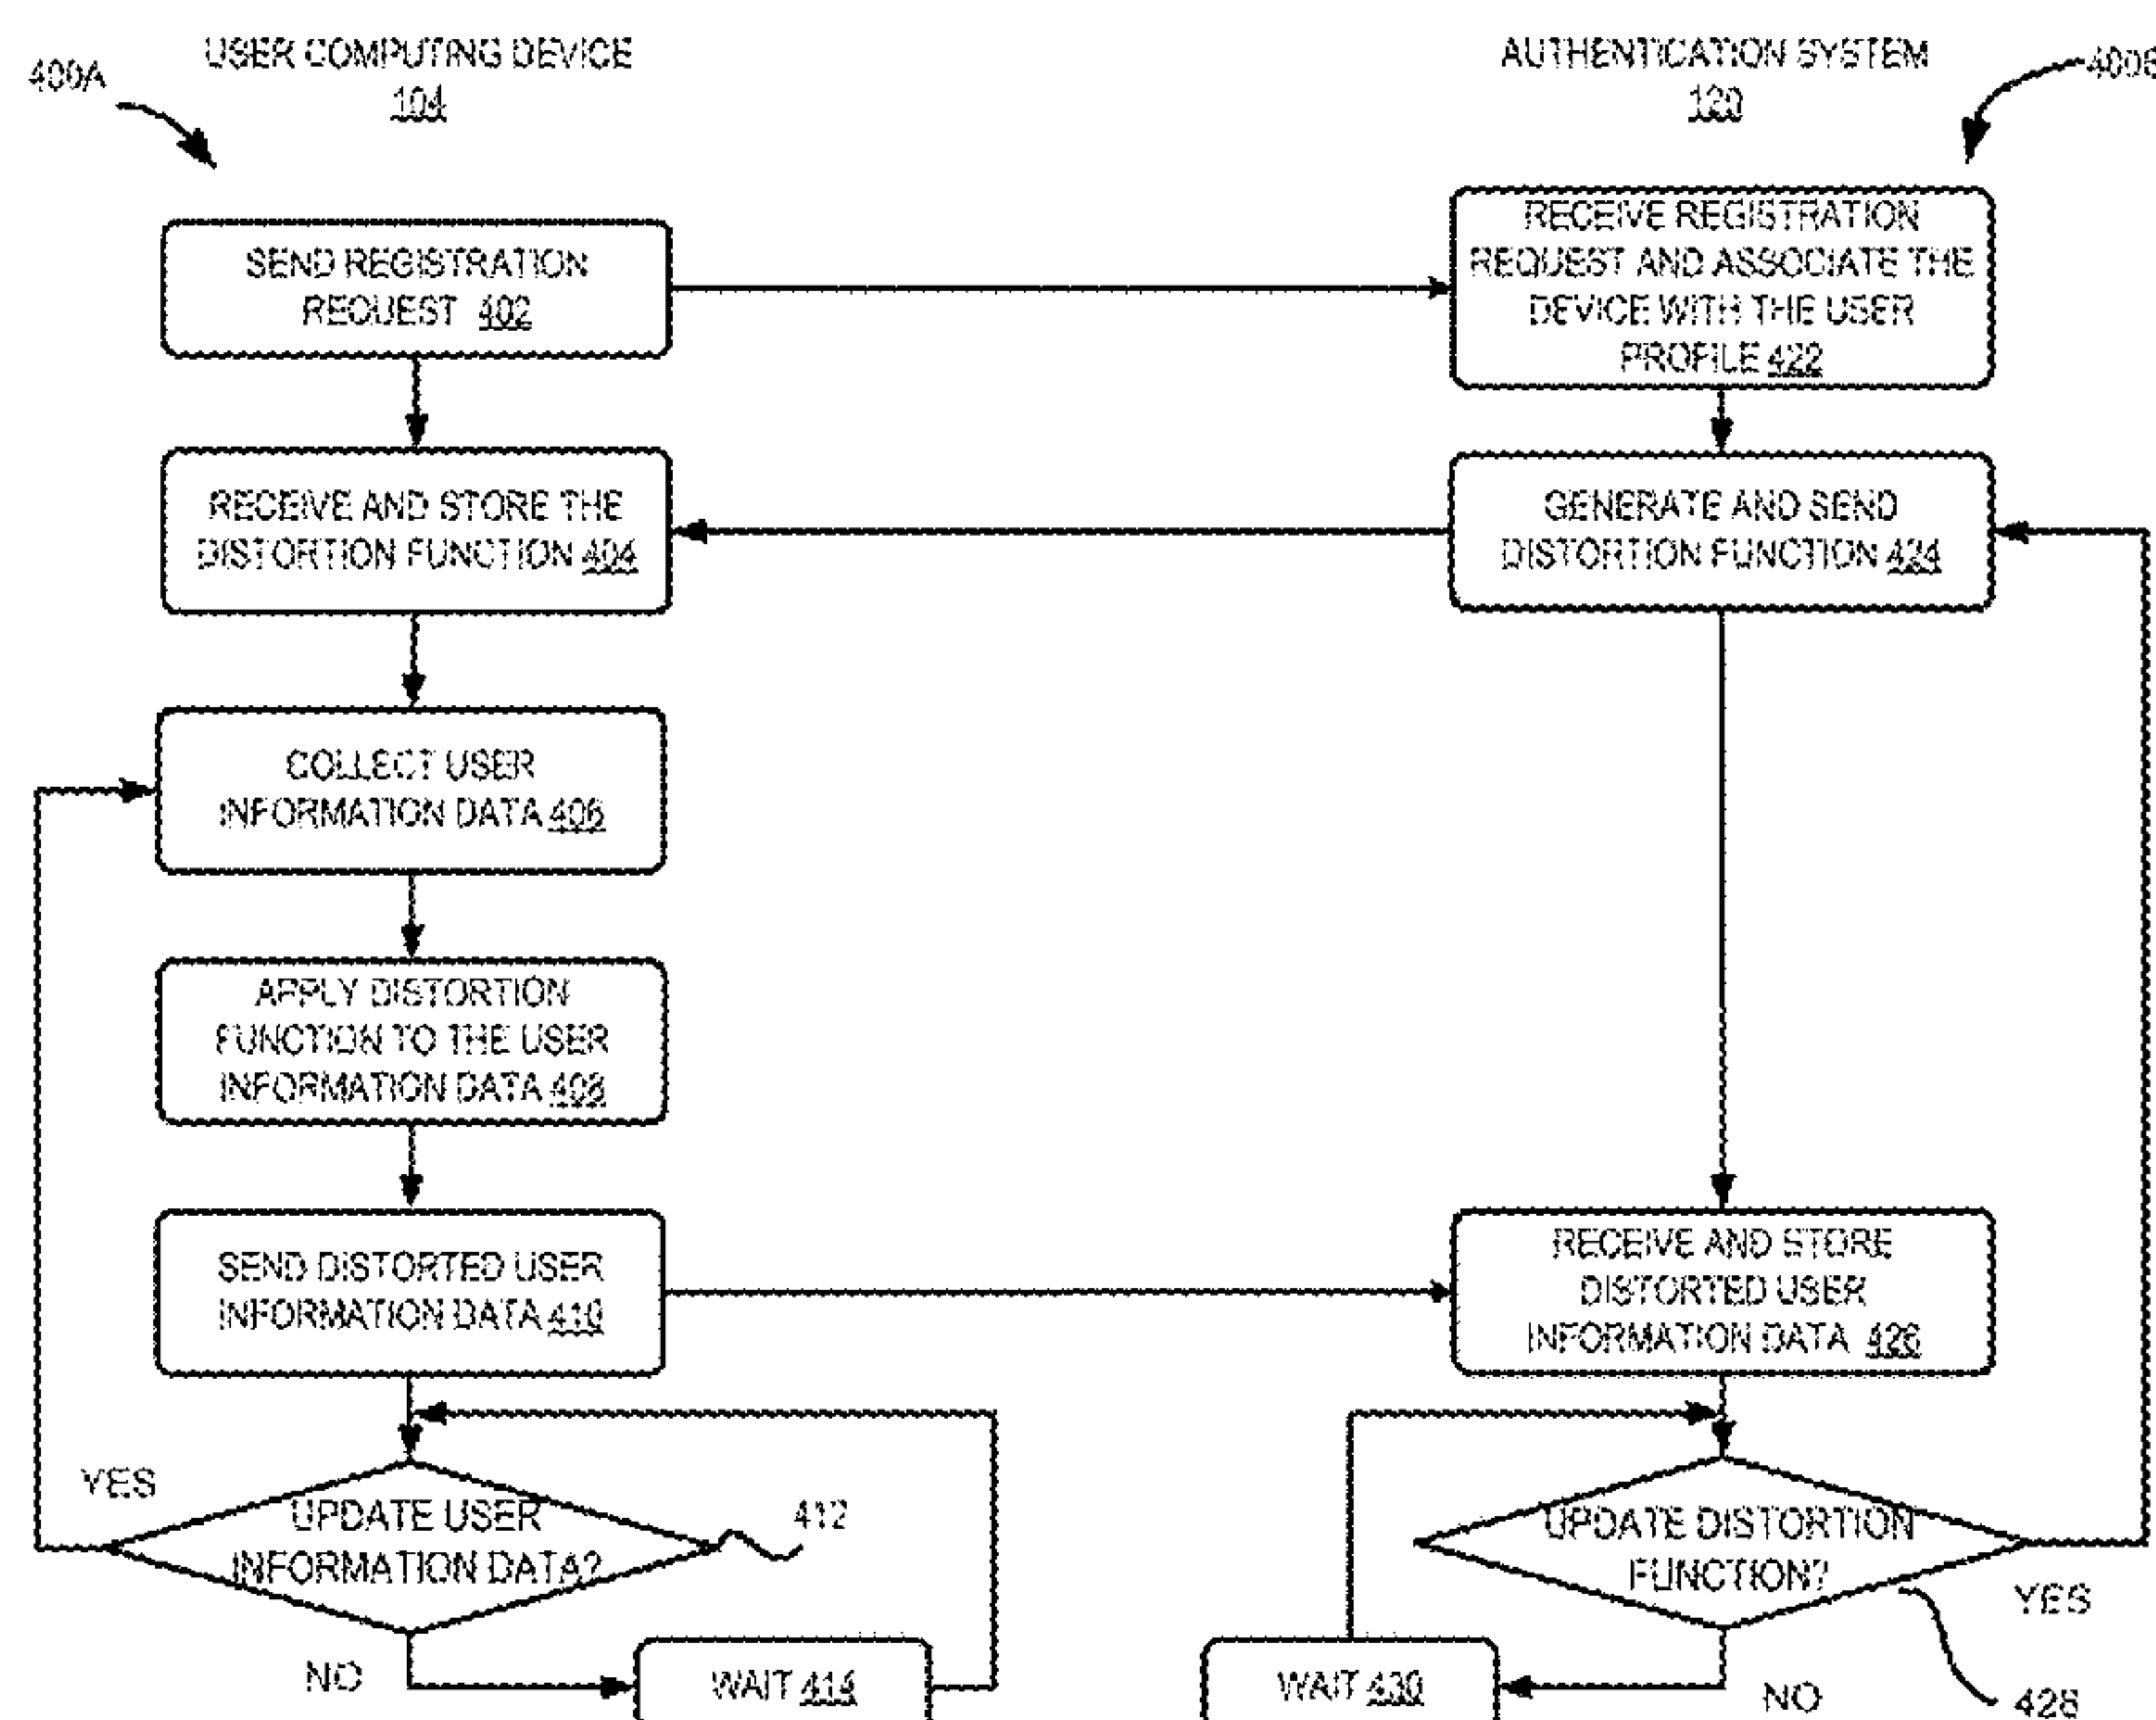 400A
USER COMPUTING DEVICE
104
AUTHENTICATION SYSTEM
120
400B
SEND REGISTRATION
REQUEST 402
RECEIVE REGISTRATION
REQUEST AND ASSOCIATE THE
DEVICE WITH THE USER
PROFILE 422
RECEIVE AND STORE THE
DISTORTION FUNCTION 404
GENERATE AND SEND
DISTORTION FUNCTION 424
COLLECT USER
INFORMATION DATA 406
APPLY DISTORTION
FUNCTION TO THE USER
INFORMATION DATA 408
SEND DISTORTED USER
INFORMATION DATA 410
RECEIVE AND STORE
DISTORTED USER
INFORMATION DATA 426
YES
UPDATE USER
INFORMATION DATA?
412
UPDATE DISTORTION
FUNCTION?
YES
NO
WAIT 414
WAIT 430
NO
428